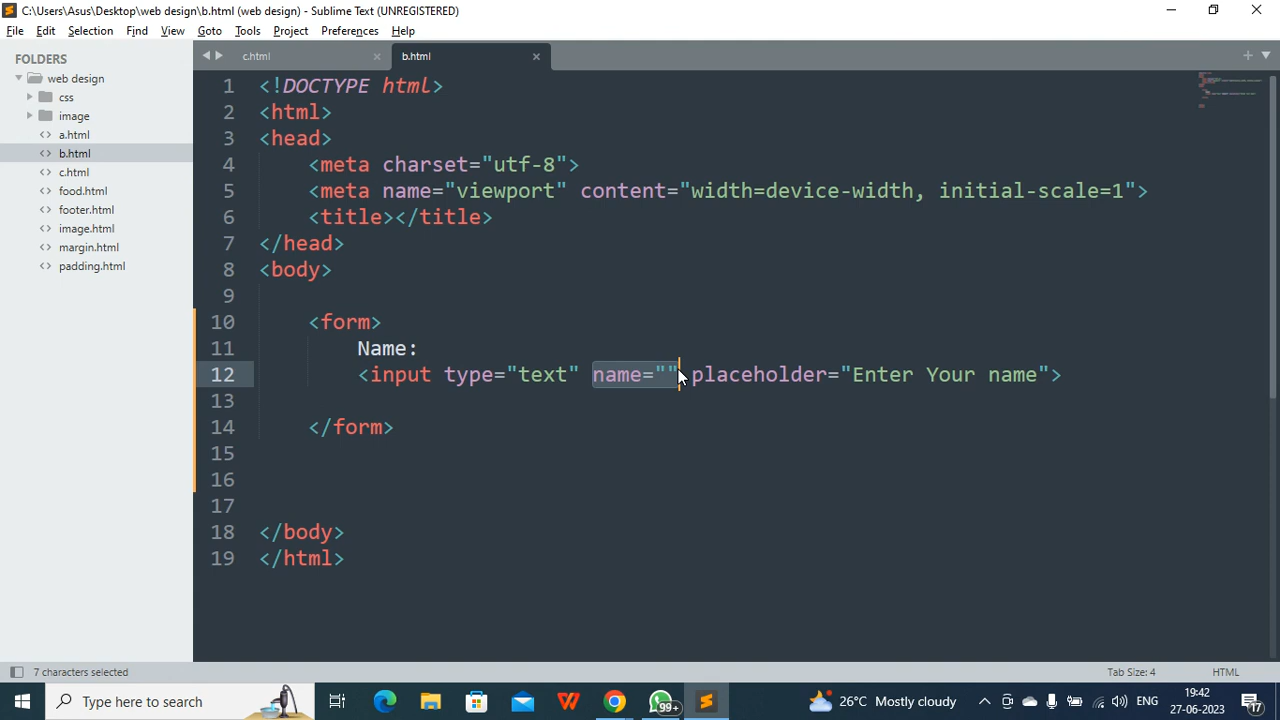 C:\Users\Asus\Desktop\web design\b.html (web design) - Sublime Text (UNREGISTERED)
File Edit Selection Find View Goto Tools Project Preferences Help
FOLDERS
web design
css
image
a.html
b.html
c.html
food.html
footer.html
image.html
margin.html
padding.html
c.html
b.html
1 <!DOCTYPE html>
2 <html>
3 <head>
4 <meta charset="utf-8">
5 <meta name="viewport" content="width=device-width, initial-scale=1">
6 <title></title>
7 </head>
8 <body>
9
10 <form>
11 Name:
12 <input type="text" name="" placeholder="Enter Your name">
13
14 </form>
15
16
17
18 </body>
19 </html>
7 characters selected
Tab Size: 4 HTML
Type here to search
99+
26°C Mostly cloudy
ENG
19:42
27-06-2023
17